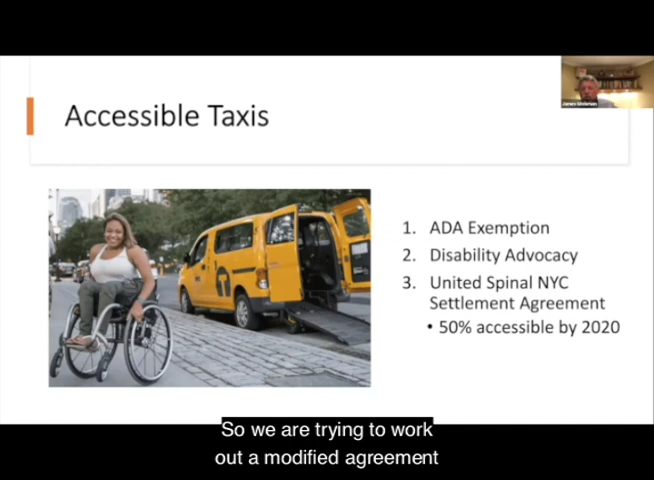 Accessible Taxis
1. ADA Exemption
2. Disability Advocacy
3. United Spinal NYC
Settlement Agreement
• 50% accessible by 2020
So we are trying to work
out a modified agreement